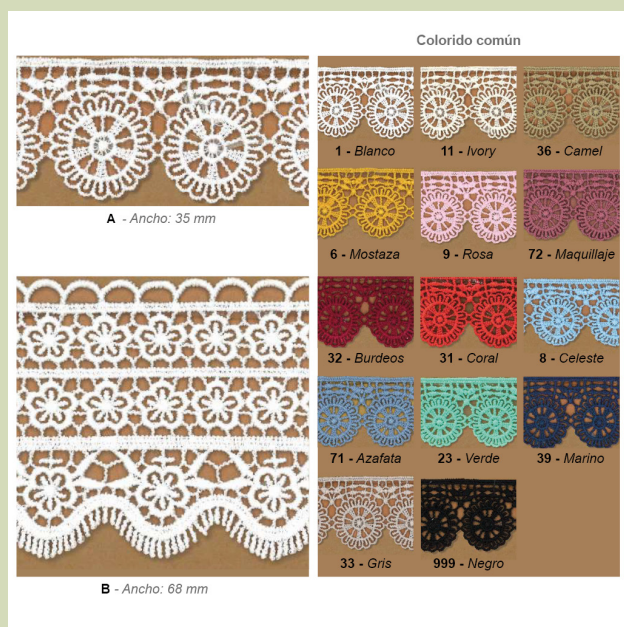 Colorido común
A - Ancho: 35 mm
1 - Blanco
11 - Ivory
36 - Camel
6 - Mostaza
9 - Rosa
72 - Maquillaje
32 - Burdeos
31 - Coral
8 - Celeste
71 - Azafata
23 - Verde
39 - Marino
33 - Gris
999 - Negro
B - Ancho: 68 mm